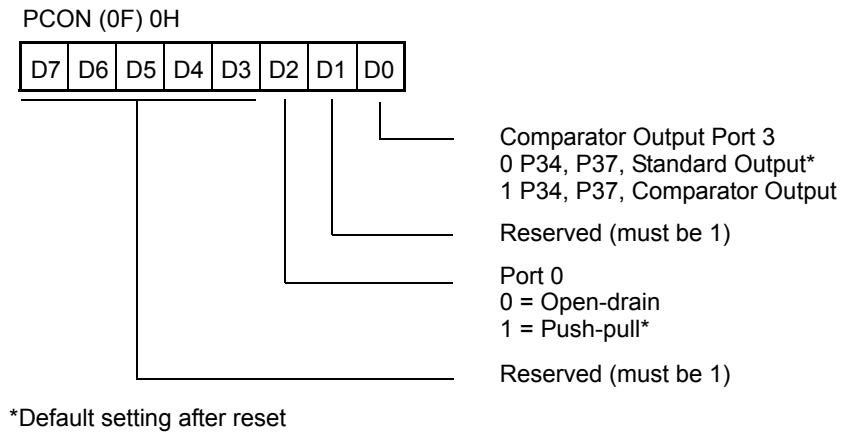 PCON (0F) 0H
D7 D6 D5 D4 D3 D2 D1 D0
Comparator Output Port 3
0 P34, P37, Standard Output*
1 P34, P37, Comparator Output
Reserved (must be 1)
Port 0
0 = Open-drain
1 = Push-pull*
Reserved (must be 1)
*Default setting after reset